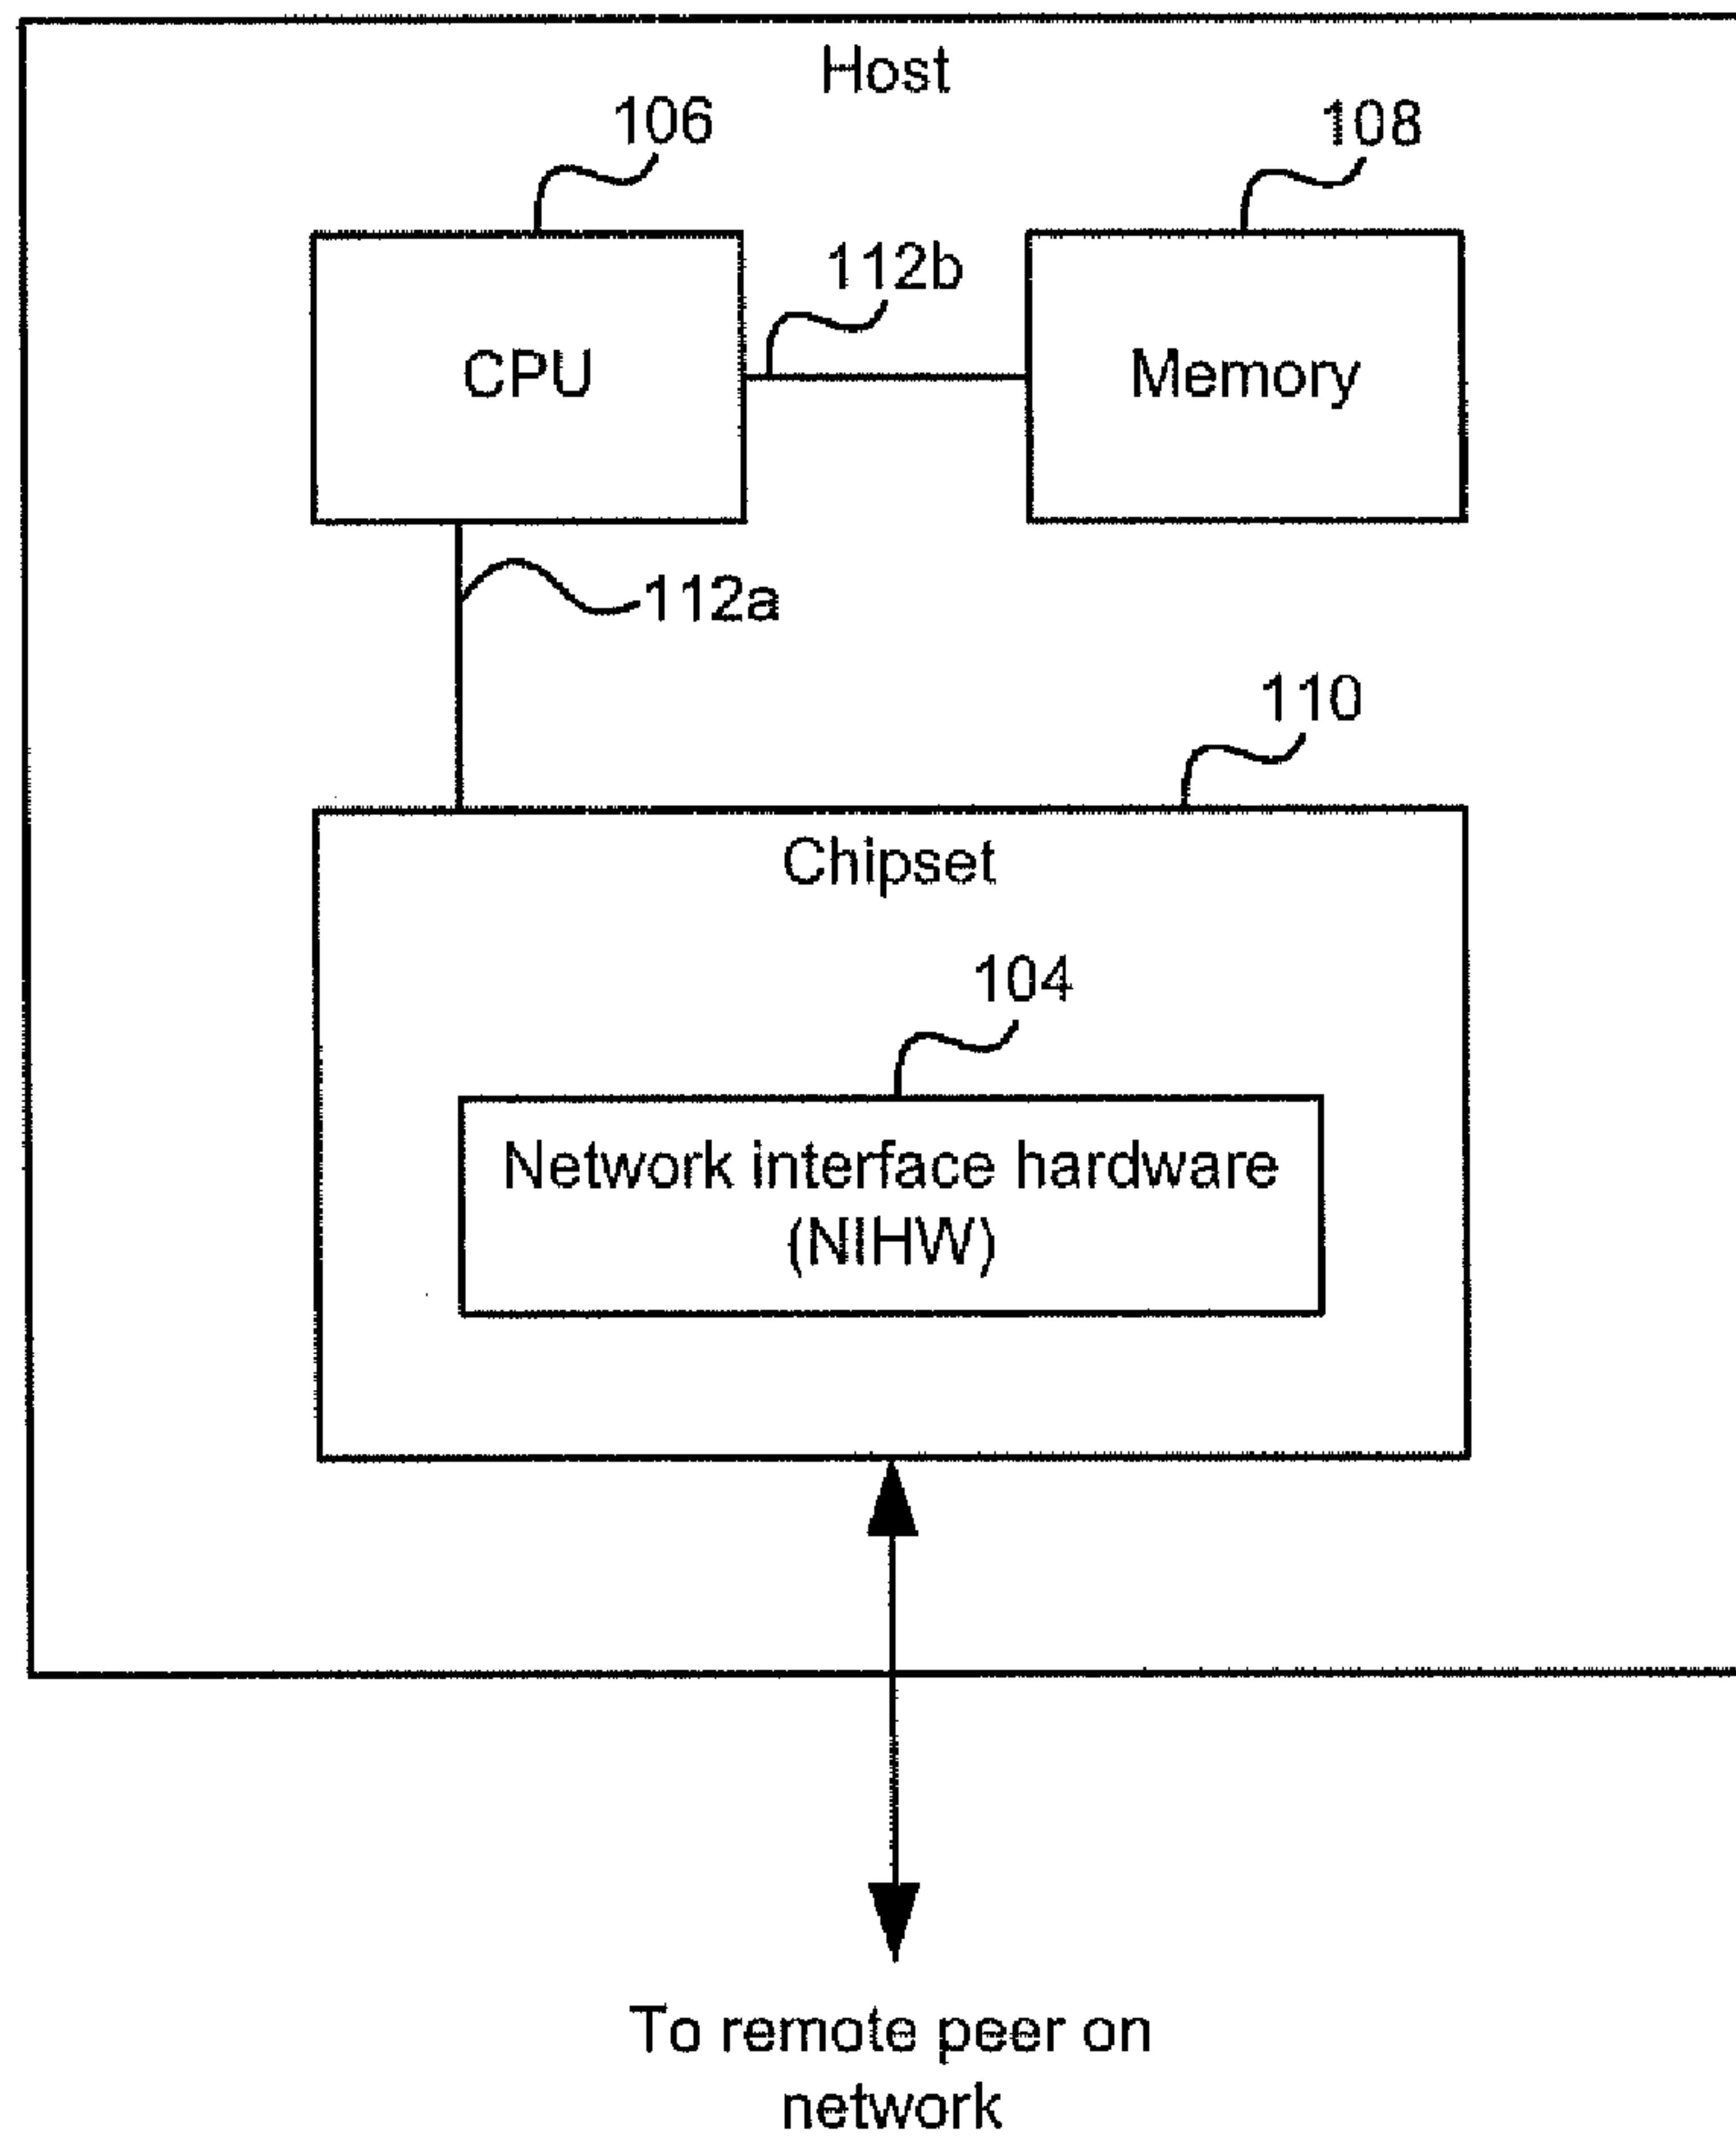 Host
106
108
112b
CPU
Memory
112a
110
Chipset
104
Network interface hardware
(NIHW)
To remote peer on
network